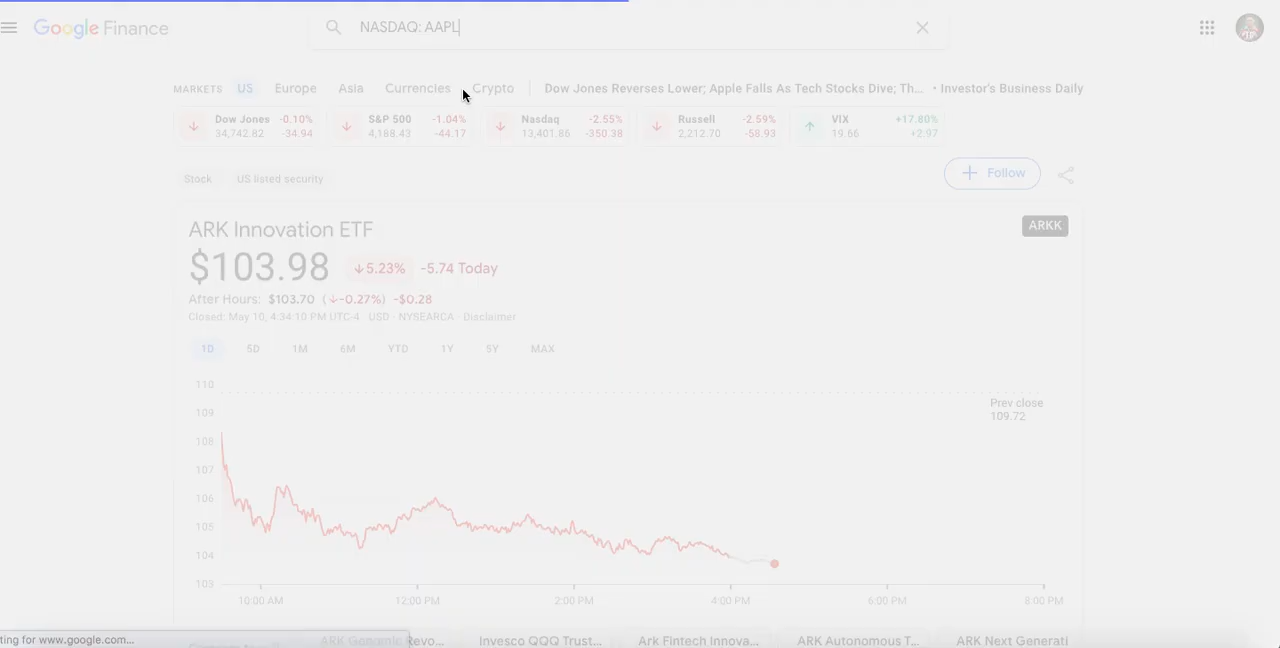 Google Finance
NASDAQ: AAPL
MARKETS US Europe Asia Currencies Crypto Dow Jones Reverses Lower; Apple Falls As Tech Stocks Dive; Th... • Investor's Business Daily
Dow Jones -0.10%
34,742.82 -34.94
S&P 500 -1.04%
4,188.43 -44.17
Nasdaq -2.55%
13,401.86 -350.38
Russell -2.59%
2,212.70 -58.93
VIX +17.80%
19.66 +2.97
Stock US listed security
Follow
ARK Innovation ETF
ARKK
$103.98 5.23% -5.74 Today
After Hours: $103.70 (↓-0.27%) -$0.28
Closed: May 10, 4:34:10 PM UTC-4 · USD · NYSEARCA · Disclaimer
1D 5D 1M 6M YTD 1Y 5Y MAX
110
Prev close
109.72
109
108
107
106
105
104
103
10:00 AM 12:00 PM 2:00 PM 4:00 PM 6:00 PM 8:00 PM
ting for www.google.com...
ARK Genomic Revo... Invesco QQQ Trust... Ark Fintech Innova... ARK Autonomous T... ARK Next Generati